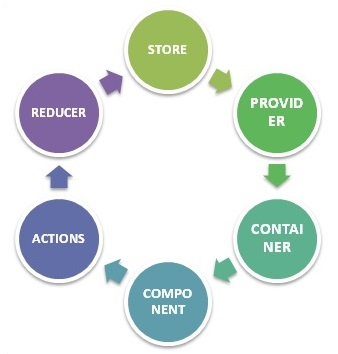 STORE
PROVID
ER
CONTAI
NER
COMPO
NENT
ACTIONS
REDUCER